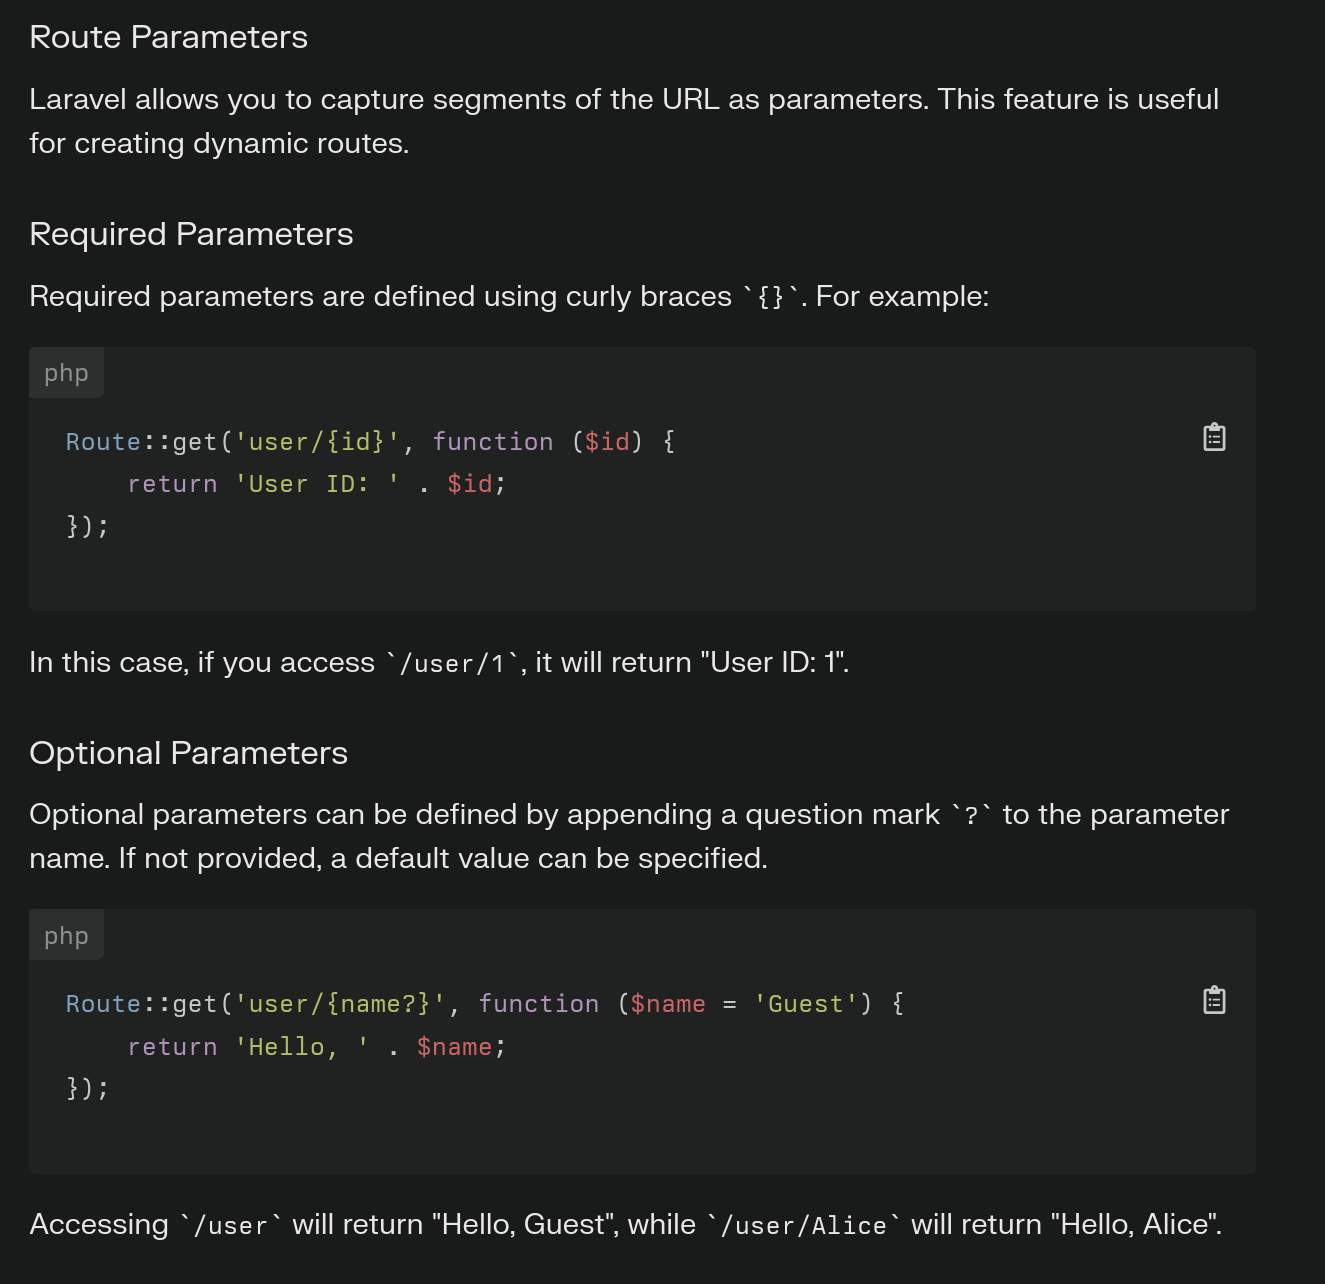 Route Parameters
Laravel allows you to capture segments of the URL as parameters. This feature is useful
for creating dynamic routes.
Required Parameters
Required parameters are defined using curly braces `{}`. For example:
php
Route::get('user/{id}', function ($id) {
    return 'User ID: ' . $id;
});
In this case, if you access `/user/1`, it will return "User ID: 1".
Optional Parameters
Optional parameters can be defined by appending a question mark `?` to the parameter
name. If not provided, a default value can be specified.
php
Route::get('user/{name?}', function ($name = 'Guest') {
    return 'Hello, ' . $name;
});
Accessing `/user` will return "Hello, Guest", while `/user/Alice` will return "Hello, Alice".